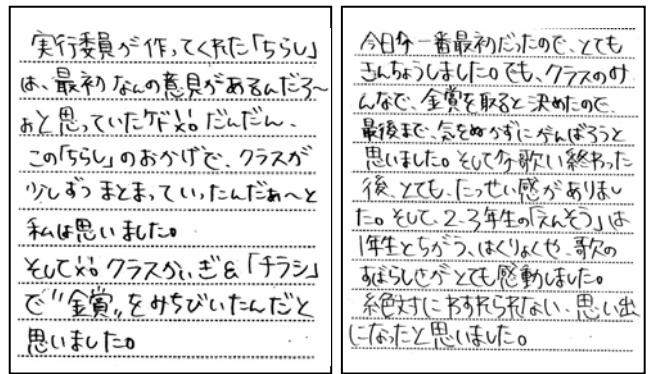 実行委員が作ってくれた「ちらし」
は、最初なんの意見があるんだろ〜
おと思っていたケド&#8251;。だんだん、
この「ちらし」のおかげで、クラスが
少しずつまとまっていったんだぁ〜と
私は思いました。
そして。クラスかいぎ&「チラシ」
で"金賞„をみちびいたんだと
思いました。
今日が一番最初だったので、とても
きんちょうしました。でも、クラスのみ
んなで、金賞を取ると決めたので、
最後まで、気をぬかずにがんばろうと
思いました。そして歌い終わった
後、とても、たっせい感がありまし
た。そして、2-3年生の「えんそう」は
1年生とちがう、はくりょくや、歌の
すばらしさがとても感動しました。
絶対にわすれられない、思い出
になったと思いました。